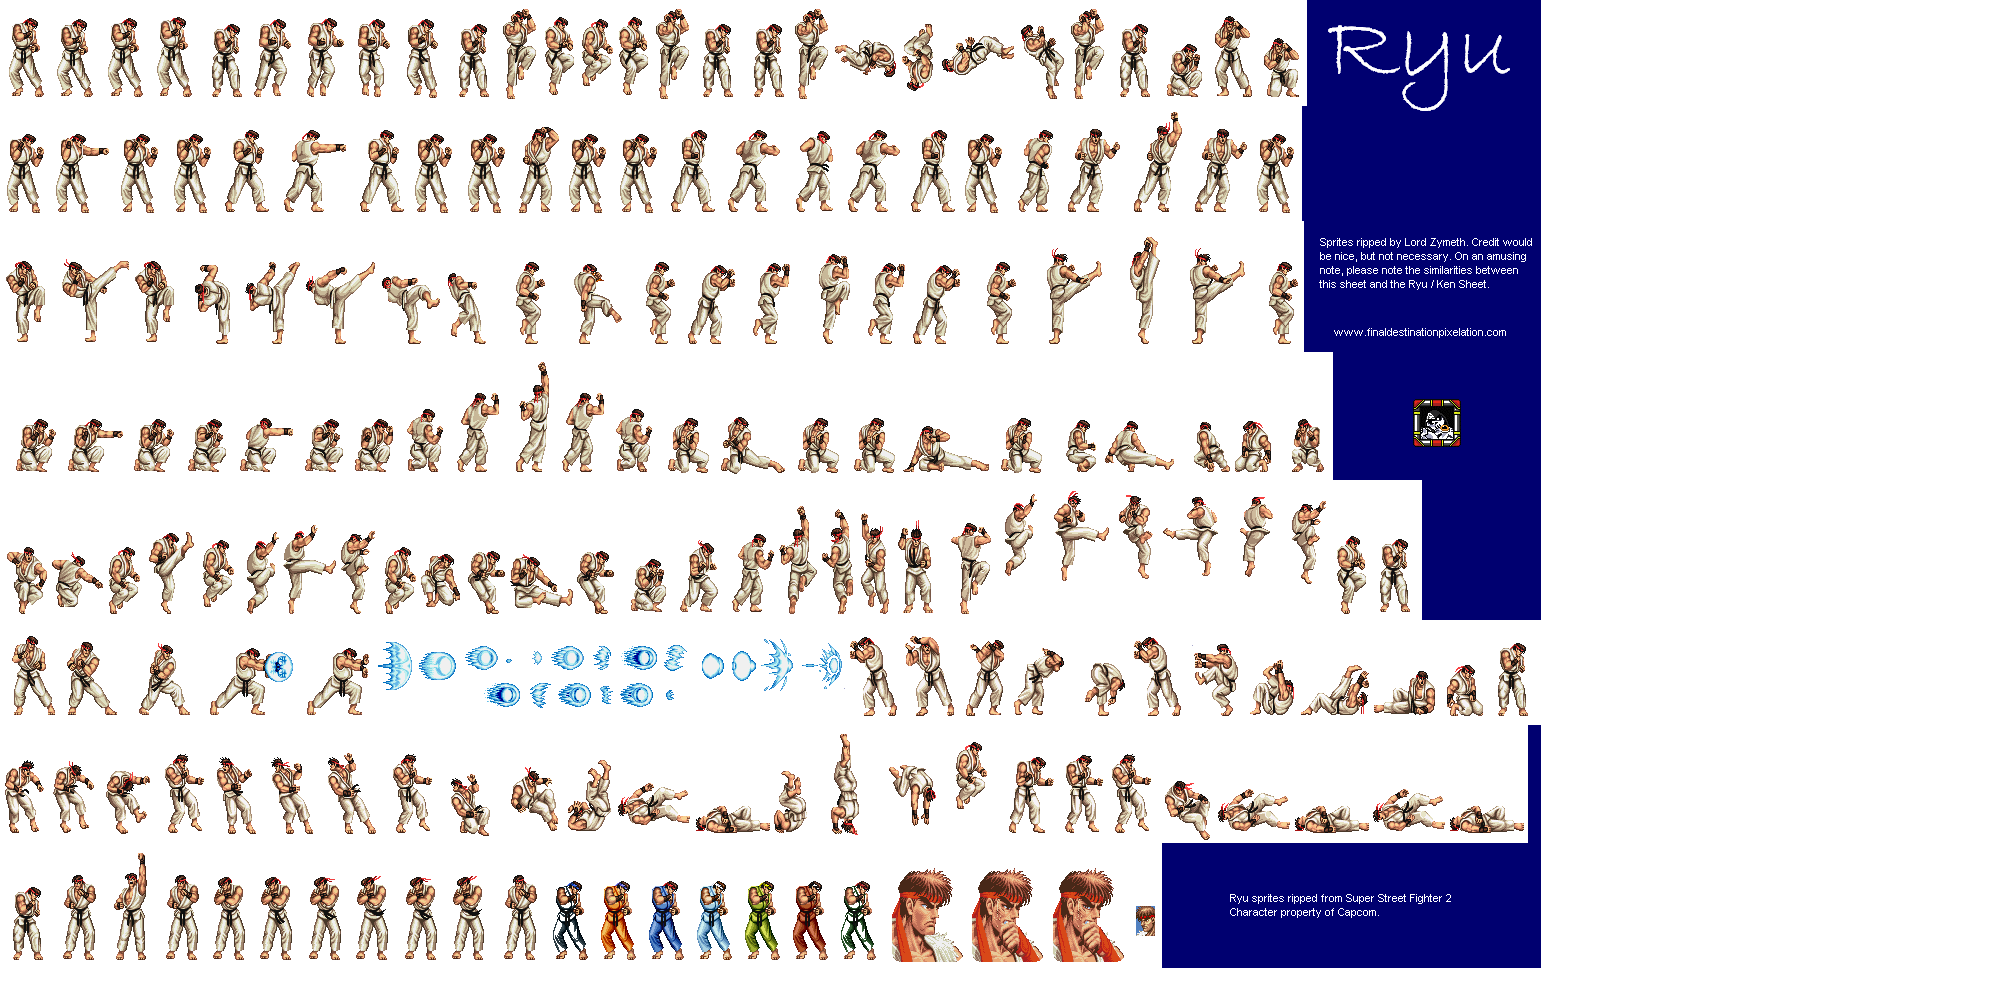 Ryu
Sprites ripped by Lord Zymeth. Credit would
be nice, but not necessary. On an amusing
note, please note the similarities between
this sheet and the Ryu / Ken Sheet.
www.finaldestinationpixelation.com
Ryu sprites ripped from Super Street Fighter 2
Character property of Capcom.